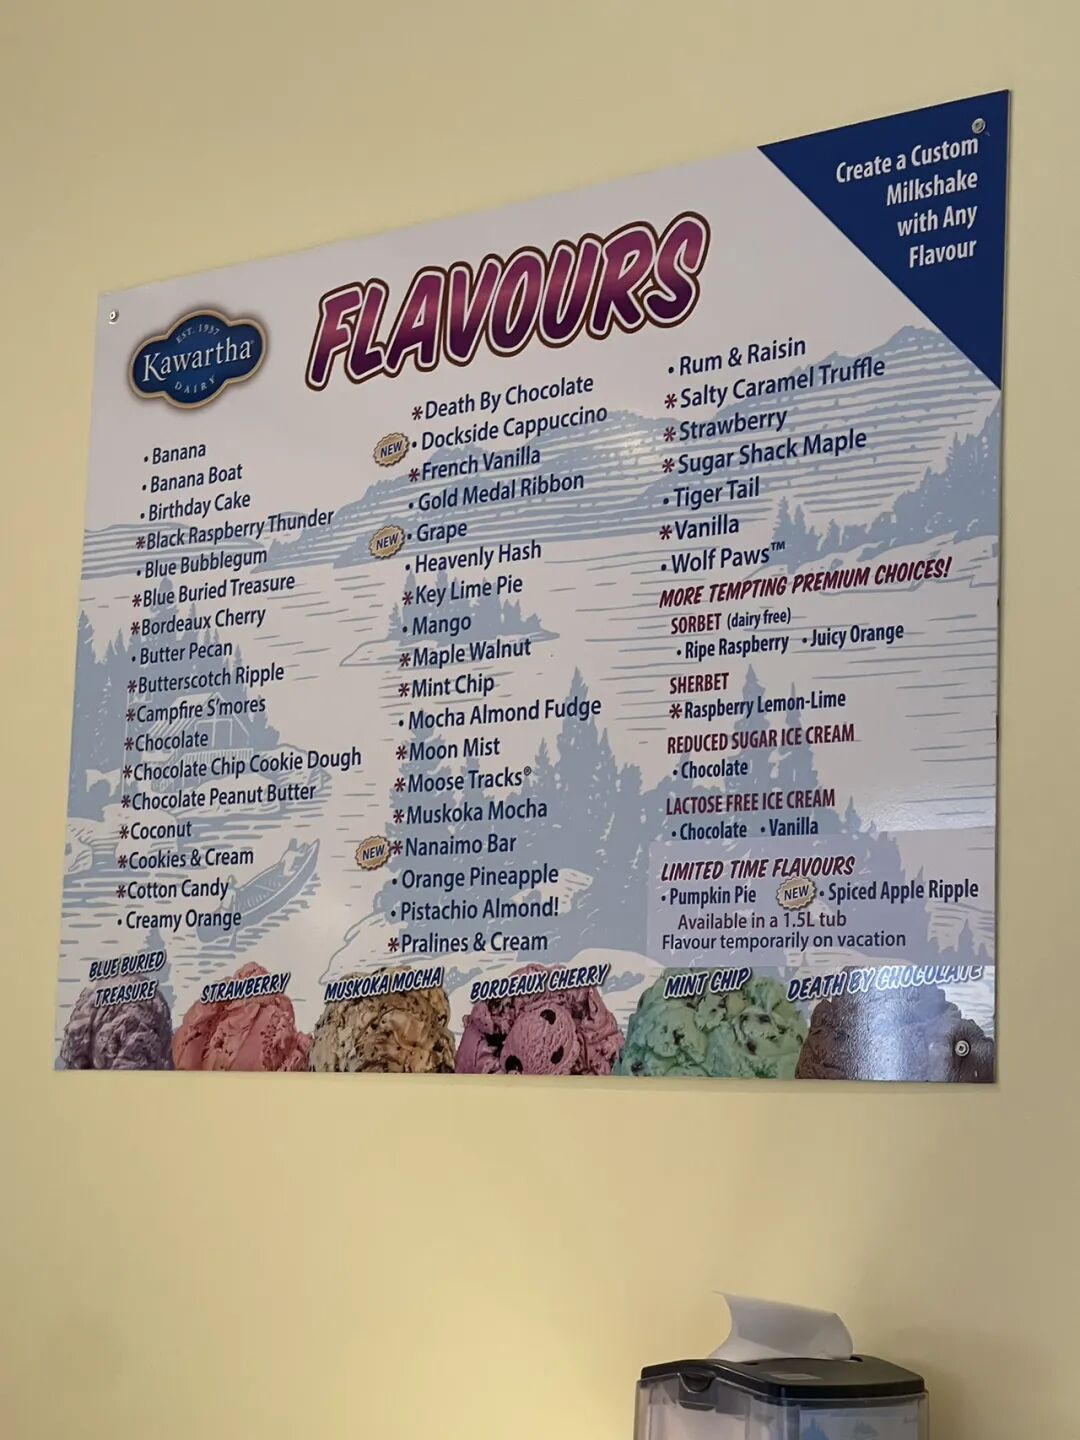 Create a Custom
Milkshake
with Any
Flavour
FLAVOURS
EST. 1937
Kawartha
DAIRY
• Banana
• Banana Boat
• Birthday Cake
*Black Raspberry Thunder
• Blue Bubblegum
*Blue Buried Treasure
*Bordeaux Cherry
• Butter Pecan
*Butterscotch Ripple
*Campfire S'mores
*Chocolate
*Chocolate Chip Cookie Dough
*Chocolate Peanut Butter
*Coconut
*Cookies & Cream
*Cotton Candy
• Creamy Orange
*Death By Chocolate
NEW • Dockside Cappuccino
*French Vanilla
• Gold Medal Ribbon
NEW • Grape
• Heavenly Hash
*Key Lime Pie
• Mango
*Maple Walnut
*Mint Chip
• Mocha Almond Fudge
*Moon Mist
*Moose Tracks®
*Muskoka Mocha
NEW *Nanaimo Bar
• Orange Pineapple
• Pistachio Almond!
*Pralines & Cream
• Rum & Raisin
*Salty Caramel Truffle
*Strawberry
*Sugar Shack Maple
• Tiger Tail
*Vanilla
• Wolf Paws™
MORE TEMPTING PREMIUM CHOICES!
SORBET (dairy free)
• Ripe Raspberry • Juicy Orange
SHERBET
*Raspberry Lemon-Lime
REDUCED SUGAR ICE CREAM
• Chocolate
LACTOSE FREE ICE CREAM
• Chocolate • Vanilla
LIMITED TIME FLAVOURS
• Pumpkin Pie NEW • Spiced Apple Ripple
Available in a 1.5L tub
Flavour temporarily on vacation
BLUE BURIED
TREASURE
STRAWBERRY
MUSKOKA MOCHA
BORDEAUX CHERRY
MINT CHIP
DEATH BY CHOCOLATE